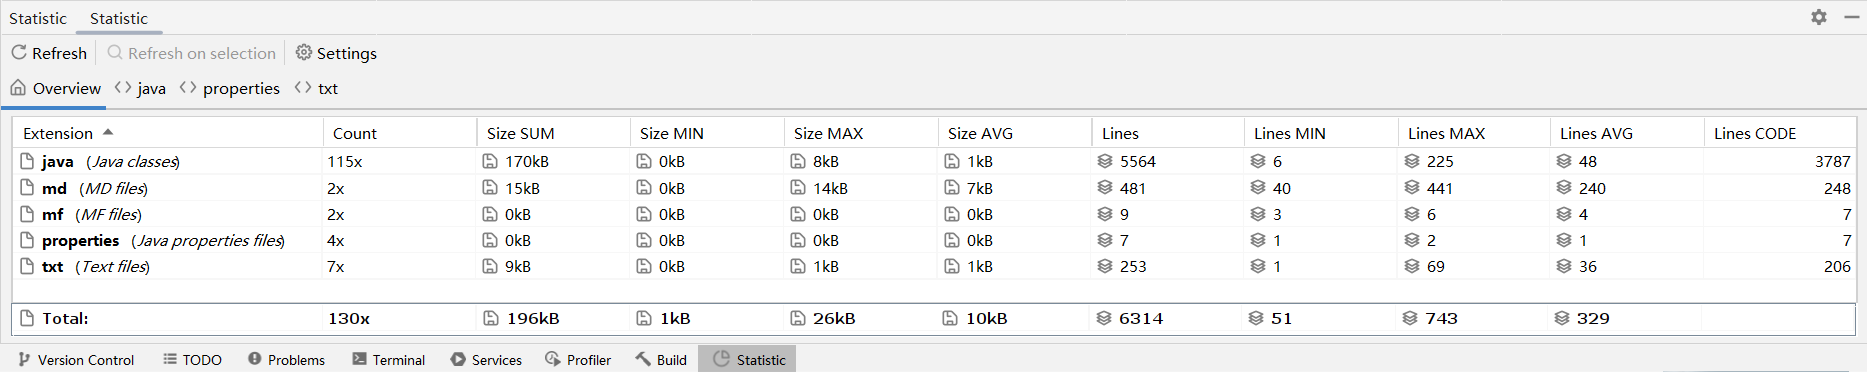 Statistic Statistic
Refresh Refresh on selection Settings
Overview java properties txt
Extension Count Size SUM Size MIN Size MAX Size AVG Lines Lines MIN Lines MAX Lines AVG Lines CODE
java (Java classes) 115x 170kB 0kB 8kB 1kB 5564 6 225 48 3787
md (MD files) 2x 15kB 0kB 14kB 7kB 481 40 441 240 248
mf (MF files) 2x 0kB 0kB 0kB 0kB 9 3 6 4 7
properties (Java properties files) 4x 0kB 0kB 0kB 0kB 7 1 2 1 7
txt (Text files) 7x 9kB 0kB 1kB 1kB 253 1 69 36 206
Total: 130x 196kB 1kB 26kB 10kB 6314 51 743 329
Version Control TODO Problems Terminal Services Profiler Build Statistic